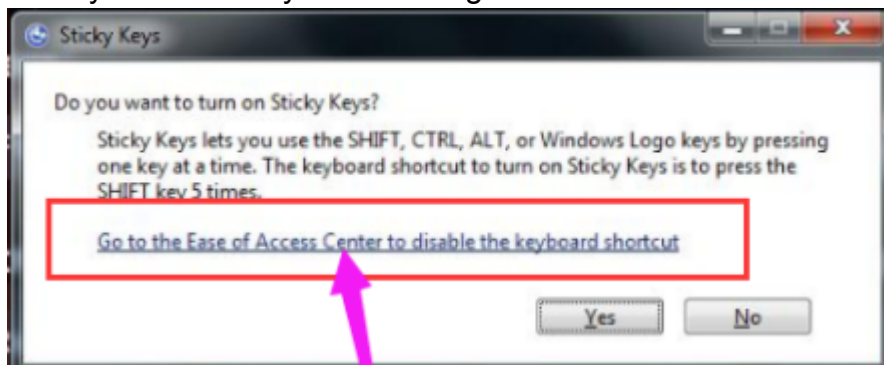 Sticky Keys
Do you want to turn on Sticky Keys?
Sticky Keys lets you use the SHIFT, CTRL, ALT, or Windows Logo keys by pressing
one key at a time. The keyboard shortcut to turn on Sticky Keys is to press the
SHIFT key 5 times.
Go to the Ease of Access Center to disable the keyboard shortcut
Yes
No